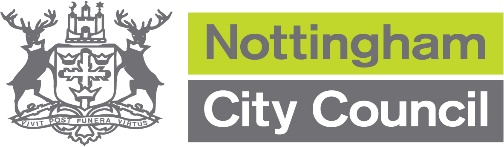 Nottingham
City Council
VIVIT POST FUNERA VIRTUS